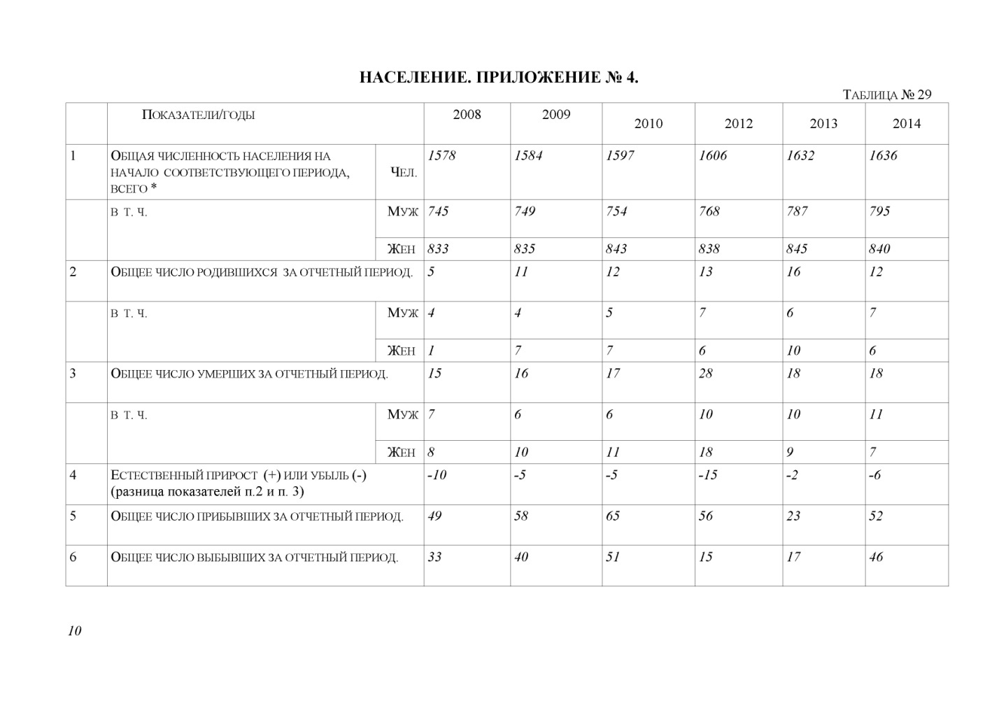 НАСЕЛЕНИЕ. ПРИЛОЖЕНИЕ № 4.
ТАБЛИЦА № 29
ПОКАЗАТЕЛИ/ГОДЫ 2008 2009 2010 2012 2013 2014
1 ОБЩАЯ ЧИСЛЕННОСТЬ НАСЕЛЕНИЯ НА 1578 1584 1597 1606 1632 1636
НАЧАЛО СООТВЕТСТВУЮЩЕГО ПЕРИОДА, ЧЕЛ.
ВСЕГО *
В Т. Ч. МУЖ 745 749 754 768 787 795
ЖЕН 833 835 843 838 845 840
2 ОБЩЕЕ ЧИСЛО РОДИВШИХСЯ ЗА ОТЧЕТНЫЙ ПЕРИОД. 5 11 12 13 16 12
В Т. Ч. МУЖ 4 4 5 7 6 7
ЖЕН 1 7 7 6 10 6
3 ОБЩЕЕ ЧИСЛО УМЕРШИХ ЗА ОТЧЕТНЫЙ ПЕРИОД. 15 16 17 28 18 18
В Т. Ч. МУЖ 7 6 6 10 10 11
ЖЕН 8 10 11 18 9 7
4 ЕСТЕСТВЕННЫЙ ПРИРОСТ (+) ИЛИ УБЫЛЬ (-) -10 -5 -5 -15 -2 -6
(разница показателей п.2 и п. 3)
5 ОБЩЕЕ ЧИСЛО ПРИБЫВШИХ ЗА ОТЧЕТНЫЙ ПЕРИОД. 49 58 65 56 23 52
6 ОБЩЕЕ ЧИСЛО ВЫБЫВШИХ ЗА ОТЧЕТНЫЙ ПЕРИОД. 33 40 51 15 17 46
10